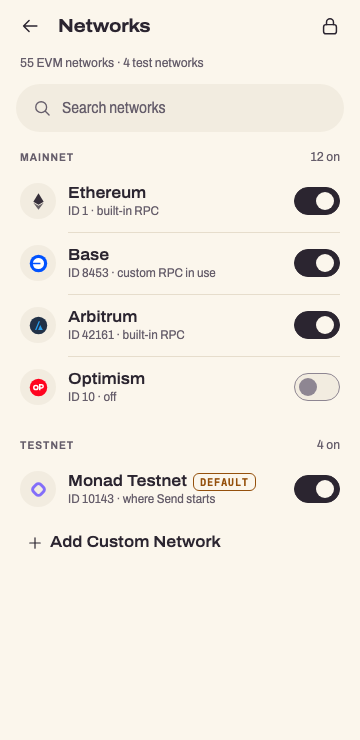 Networks
55 EVM networks · 4 test networks
Search networks
MAINNET 12 on
Ethereum
ID 1 · built-in RPC
Base
ID 8453 · custom RPC in use
Arbitrum
ID 42161 · built-in RPC
OP
Optimism
ID 10 · off
TESTNET 4 on
Monad Testnet DEFAULT
ID 10143 · where Send starts
+ Add Custom Network